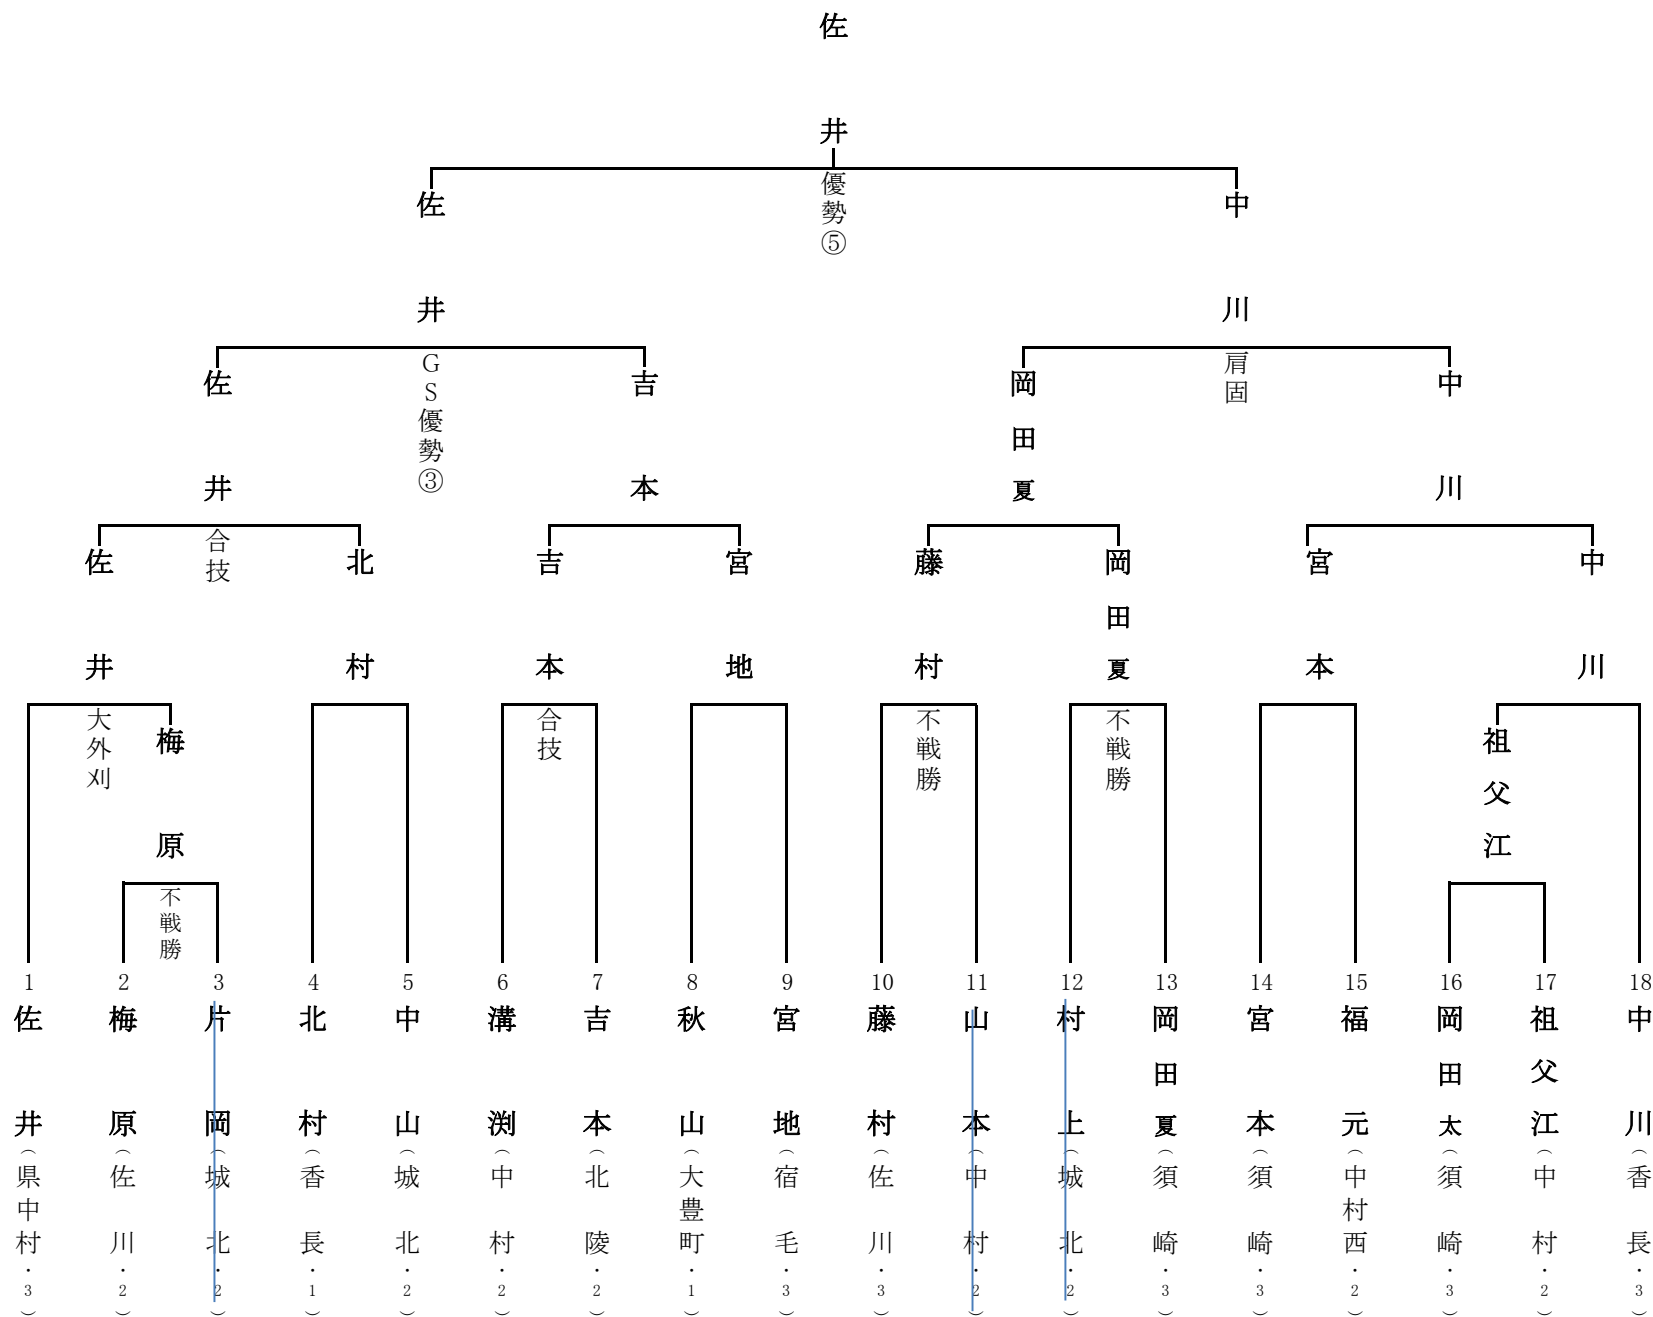 佐井
優勢⑤
佐井
中川
GS優勢③
肩固
佐井
吉本
岡田夏
中川
合技
佐井
北村
吉本
宮地
藤村
岡田夏
宮本
中川
大外刈
合技
不戦勝
不戦勝
梅原
祖父江
不戦勝
1 佐井（県中村・3）
2 梅原（佐川・2）
3 片岡（城北・2）
4 北村（香長・1）
5 中山（城北・2）
6 溝渕（中村・2）
7 吉本（北陵・2）
8 秋山（大豊町・1）
9 宮地（宿毛・3）
10 藤村（佐川・3）
11 山本（中村・2）
12 村上（城北・2）
13 岡田夏（須崎・3）
14 宮本（須崎・3）
15 福元（中村西・2）
16 岡田太（須崎・3）
17 祖父江（中村・2）
18 中川（香長・3）